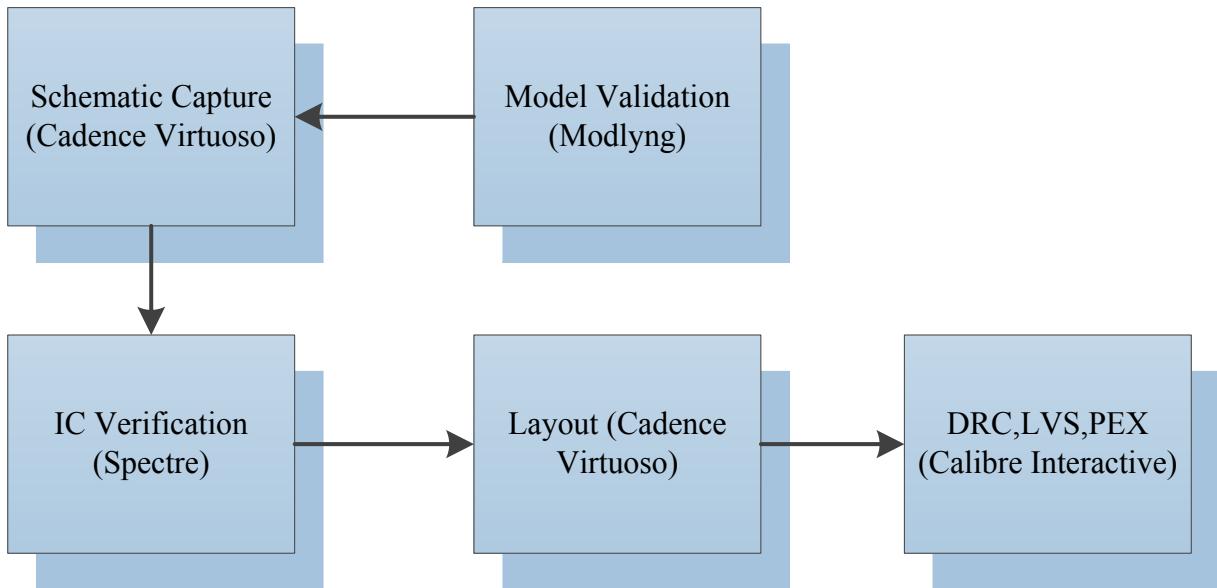 Schematic Capture
(Cadence Virtuoso)
Model Validation
(Modlyng)
IC Verification
(Spectre)
Layout (Cadence
Virtuoso)
DRC,LVS,PEX
(Calibre Interactive)